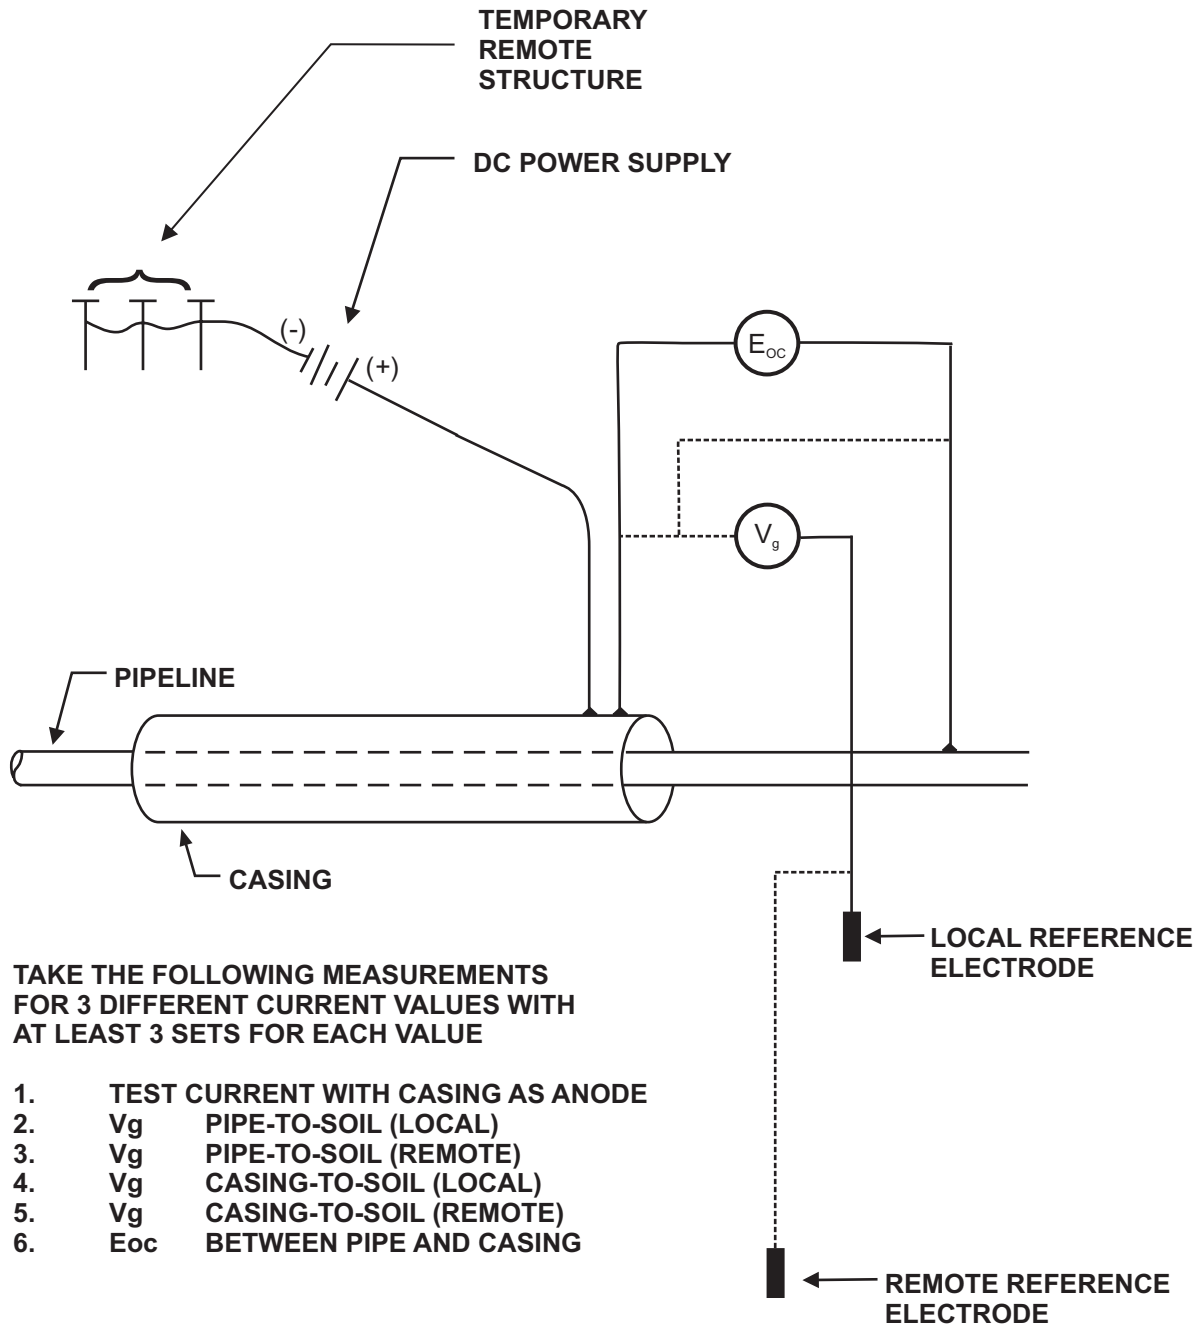 TEMPORARY
REMOTE
STRUCTURE
DC POWER SUPPLY
(-)
(+)
EOC
Vg
PIPELINE
CASING
LOCAL REFERENCE
ELECTRODE
TAKE THE FOLLOWING MEASUREMENTS
FOR 3 DIFFERENT CURRENT VALUES WITH
AT LEAST 3 SETS FOR EACH VALUE
1. TEST CURRENT WITH CASING AS ANODE
2. Vg PIPE-TO-SOIL (LOCAL)
3. Vg PIPE-TO-SOIL (REMOTE)
4. Vg CASING-TO-SOIL (LOCAL)
5. Vg CASING-TO-SOIL (REMOTE)
6. Eoc BETWEEN PIPE AND CASING
REMOTE REFERENCE
ELECTRODE